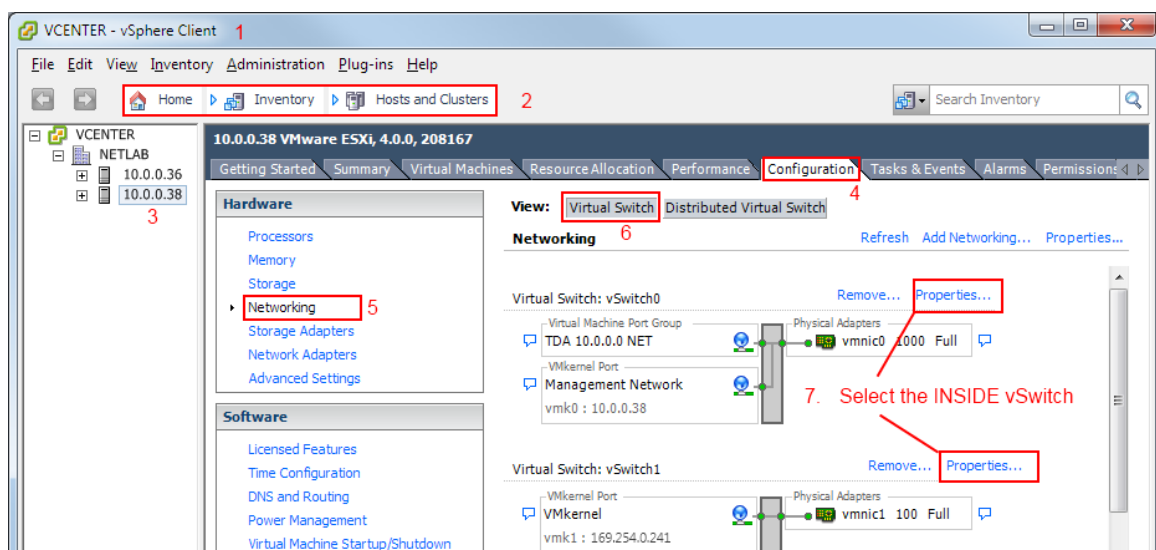 VCENTER - vSphere Client 1
File Edit View Inventory Administration Plug-ins Help
Home Inventory Hosts and Clusters 2
Search Inventory
VCENTER
NETLAB
10.0.0.36
10.0.0.38
3
10.0.0.38 VMware ESXi, 4.0.0, 208167
Getting Started Summary Virtual Machines Resource Allocation Performance Configuration Tasks & Events Alarms Permissions
4
Hardware
Processors
Memory
Storage
Networking 5
Storage Adapters
Network Adapters
Advanced Settings
Software
Licensed Features
Time Configuration
DNS and Routing
Power Management
Virtual Machine Startup/Shutdown
View: Virtual Switch Distributed Virtual Switch
6
Networking Refresh Add Networking... Properties...
Virtual Switch: vSwitch0 Remove... Properties...
Virtual Machine Port Group Physical Adapters
TDA 10.0.0.0 NET vmnic0 1000 Full
VMkernel Port
Management Network
vmk0 : 10.0.0.38
7. Select the INSIDE vSwitch
Virtual Switch: vSwitch1 Remove... Properties...
VMkernel Port Physical Adapters
VMkernel vmnic1 100 Full
vmk1 : 169.254.0.241